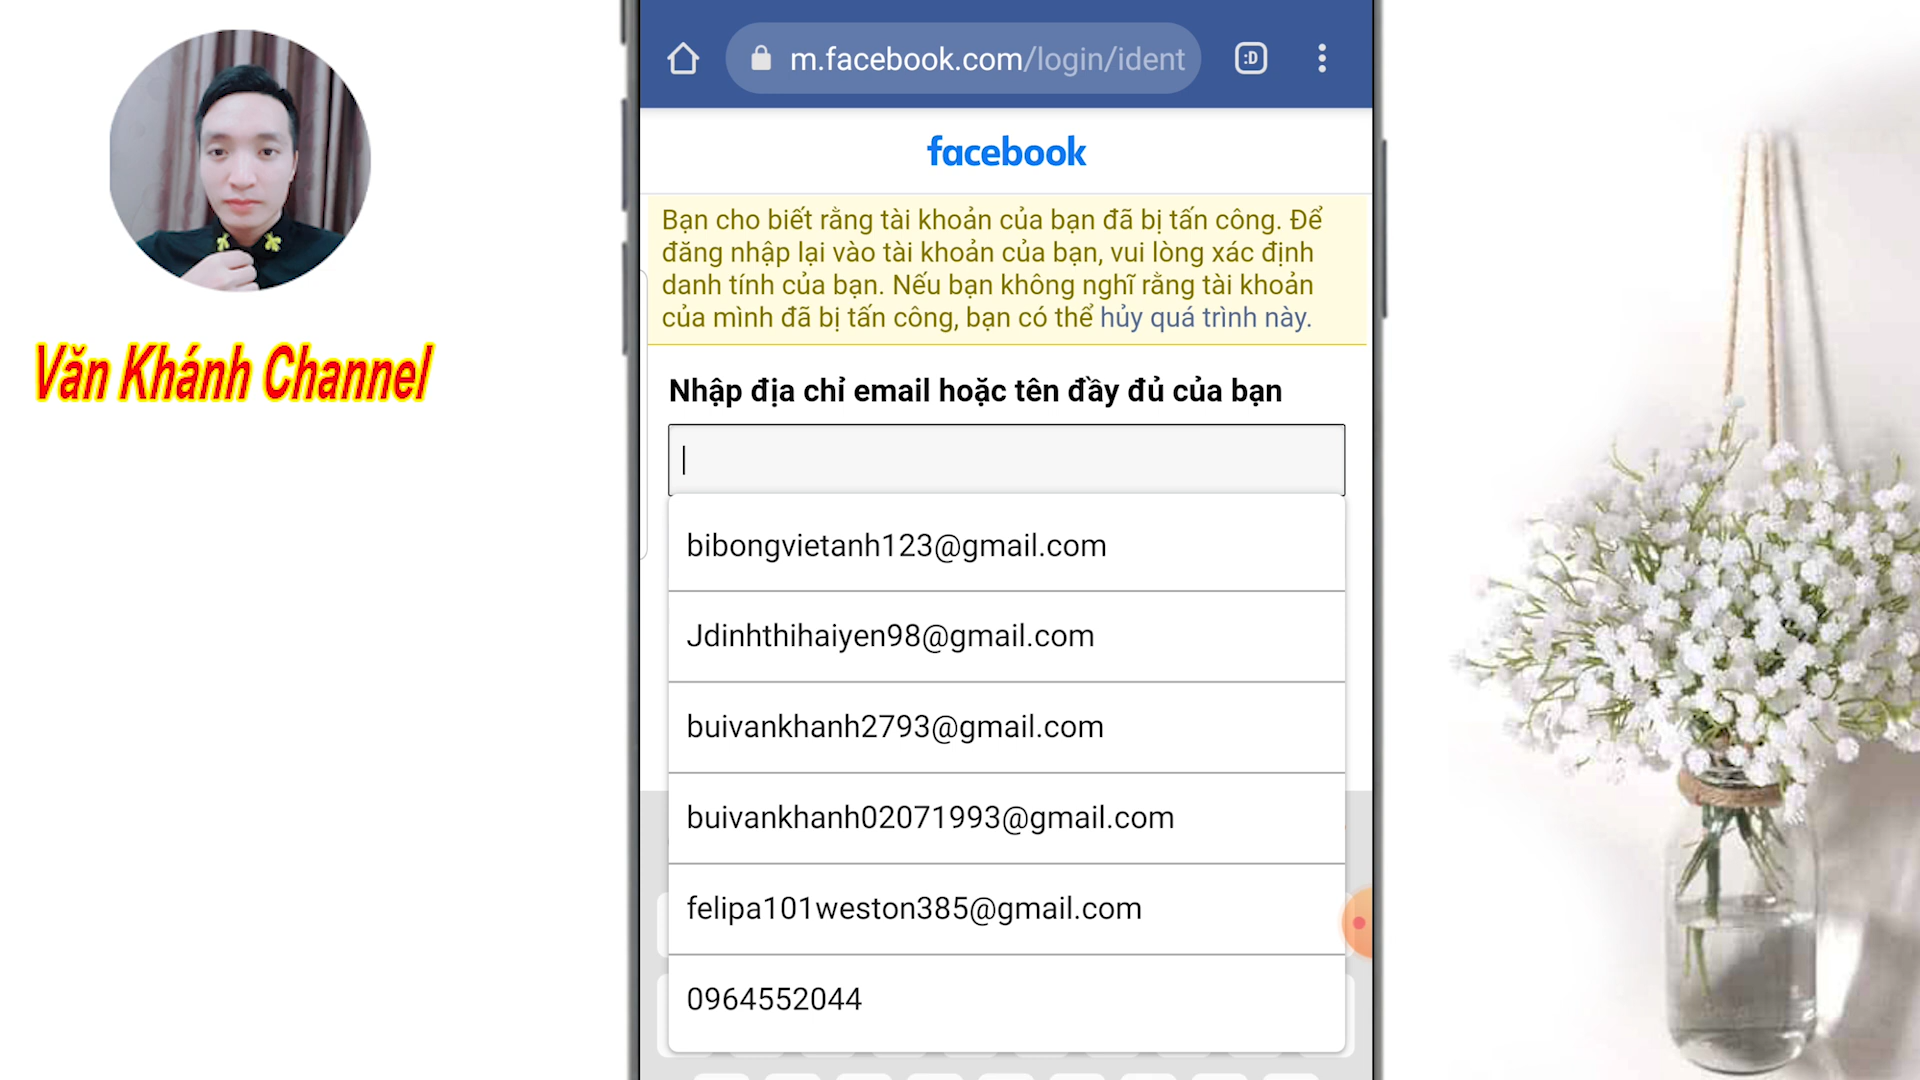 m.facebook.com/login/ident
:D
facebook
Bạn cho biết rằng tài khoản của bạn đã bị tấn công. Để
đăng nhập lại vào tài khoản của bạn, vui lòng xác định
danh tính của bạn. Nếu bạn không nghĩ rằng tài khoản
của mình đã bị tấn công, bạn có thể hủy quá trình này.
Văn Khánh Channel
Nhập địa chỉ email hoặc tên đầy đủ của bạn
bibongvietanh123@gmail.com
Jdinhthihaiyen98@gmail.com
buivankhanh2793@gmail.com
buivankhanh02071993@gmail.com
felipa101weston385@gmail.com
0964552044